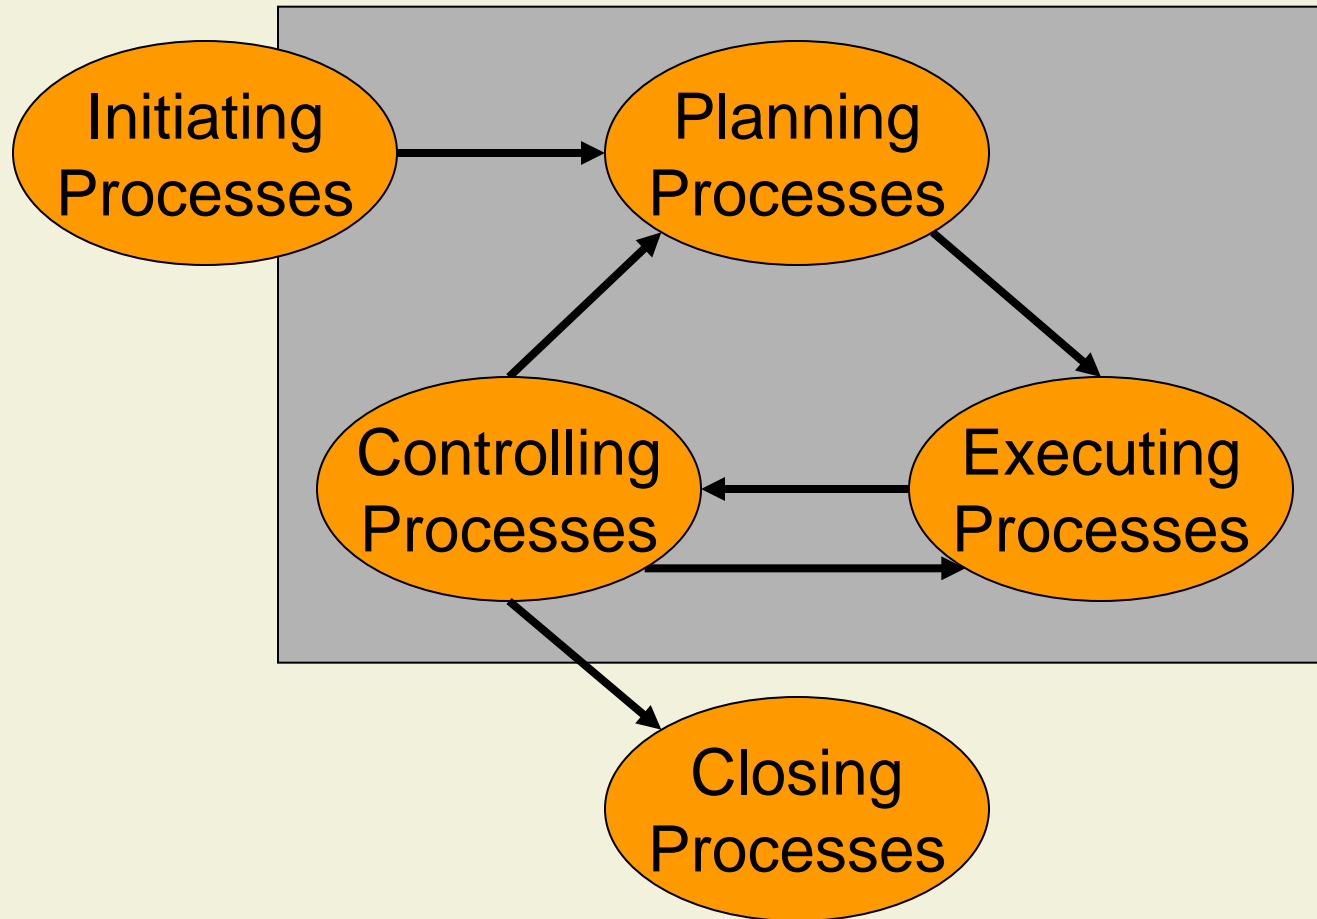 Initiating
Processes
Planning
Processes
Controlling
Processes
Executing
Processes
Closing
Processes